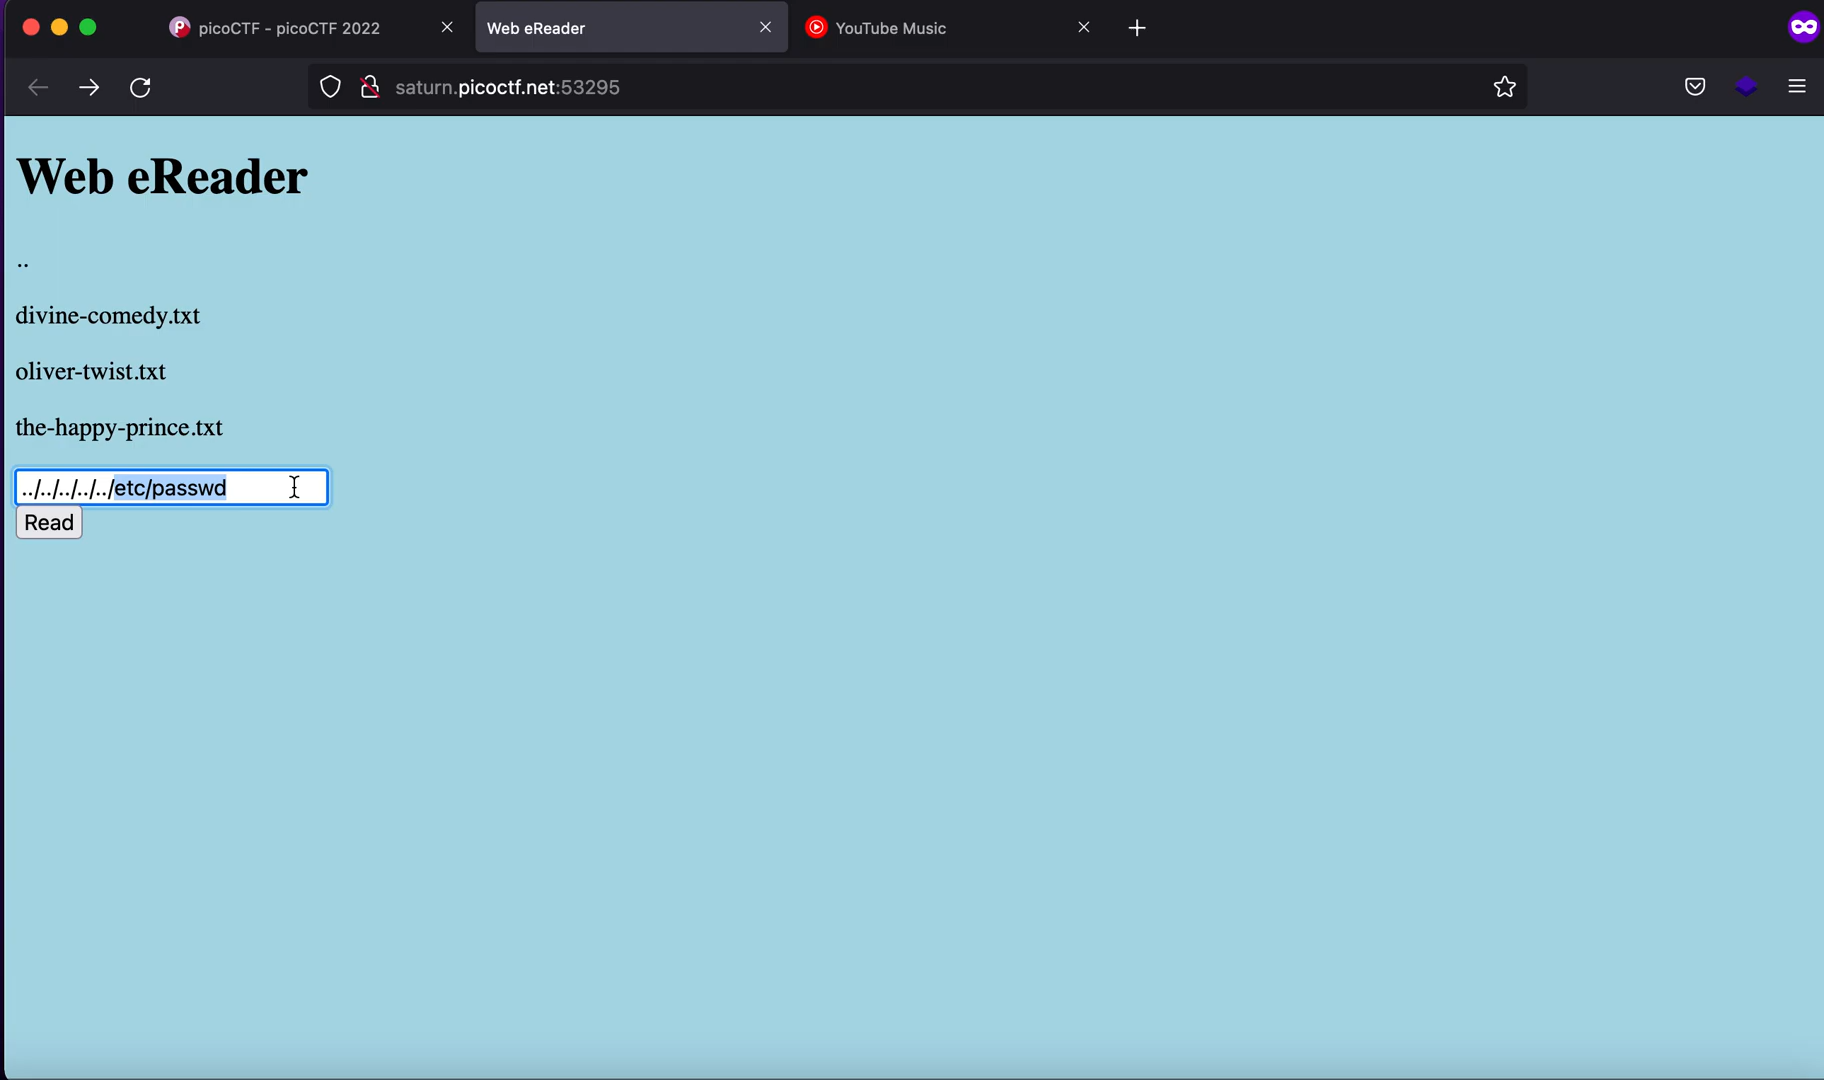 picoCTF - picoCTF 2022
Web eReader
YouTube Music
saturn.picoctf.net:53295
Web eReader
..
divine-comedy.txt
oliver-twist.txt
the-happy-prince.txt
../../../../../etc/passwd
Read